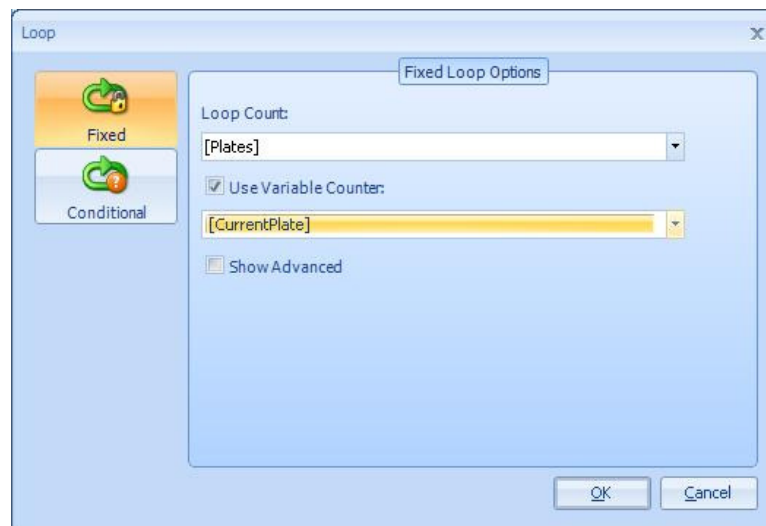 Loop
x
Fixed
Conditional
Fixed Loop Options
Loop Count:
[Plates]
Use Variable Counter:
[CurrentPlate]
Show Advanced
OK
Cancel